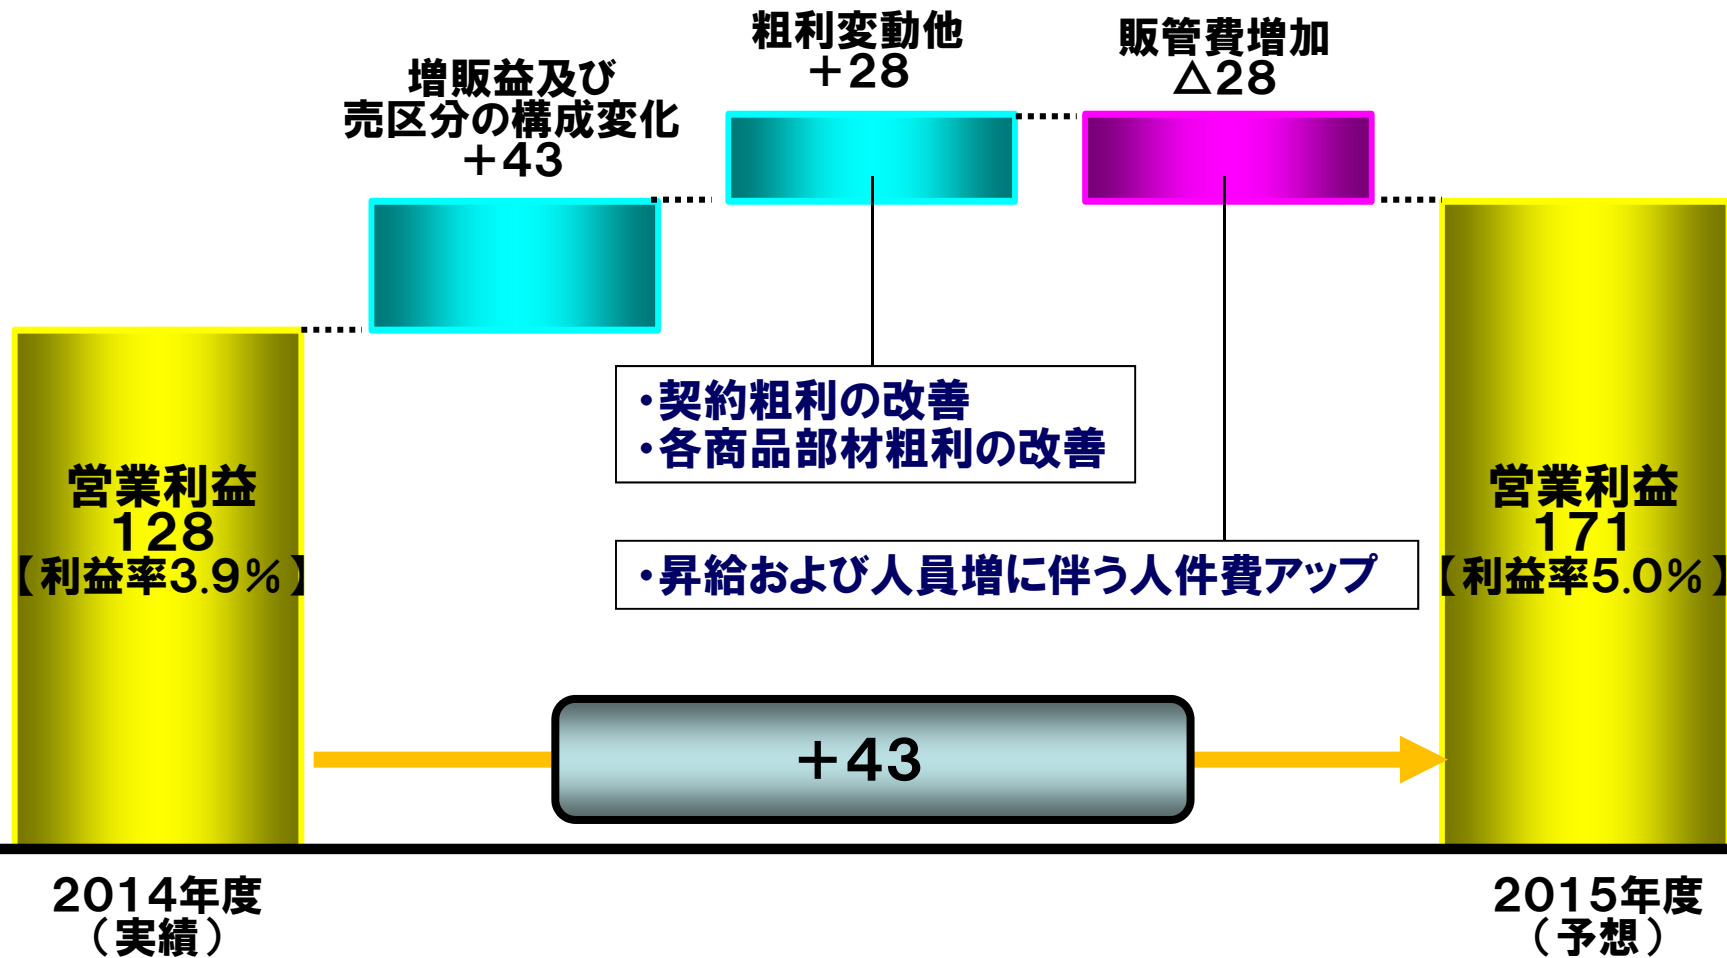 増販益及び
売区分の構成変化
＋43
粗利変動他
＋28
販管費増加
△28
・契約粗利の改善
・各商品部材粗利の改善
・昇給および人員増に伴う人件費アップ
営業利益
128
【利益率3.9％】
営業利益
171
【利益率5.0％】
＋43
2014年度
（実績）
2015年度
（予想）